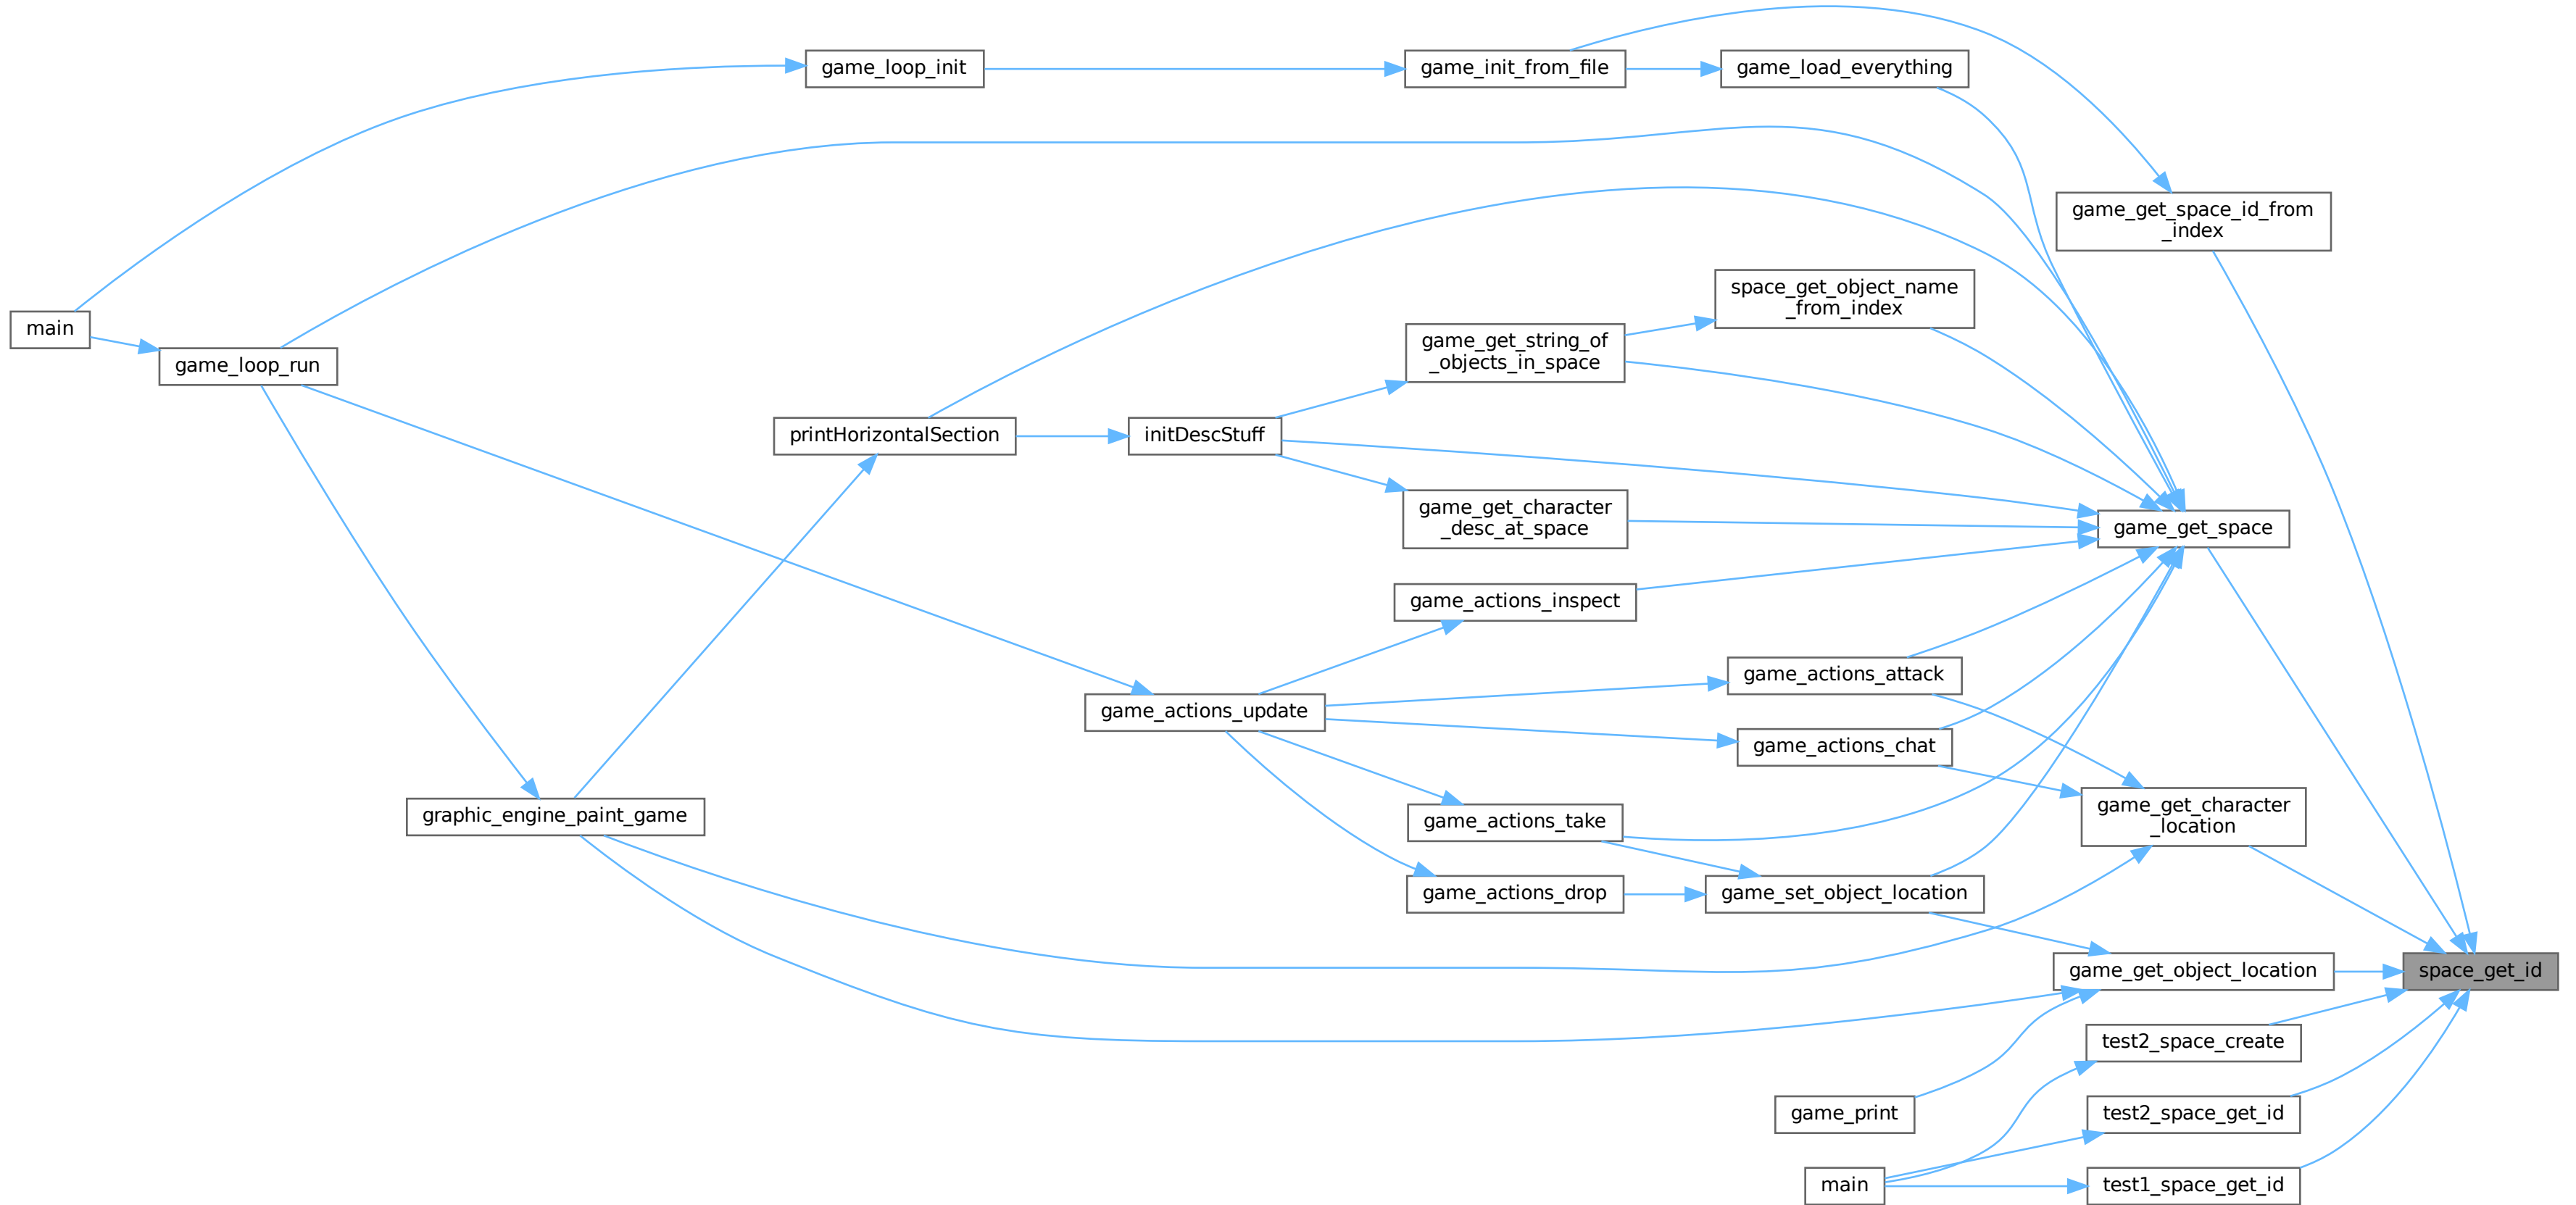 game_loop_init
game_init_from_file
game_load_everything
game_get_space_id_from
_index
space_get_object_name
_from_index
main
game_get_string_of
_objects_in_space
game_loop_run
printHorizontalSection
initDescStuff
game_get_character
_desc_at_space
game_get_space
game_actions_inspect
game_actions_attack
game_actions_update
game_actions_chat
graphic_engine_paint_game
game_actions_take
game_get_character
_location
game_actions_drop
game_set_object_location
game_get_object_location
space_get_id
test2_space_create
game_print
test2_space_get_id
main
test1_space_get_id